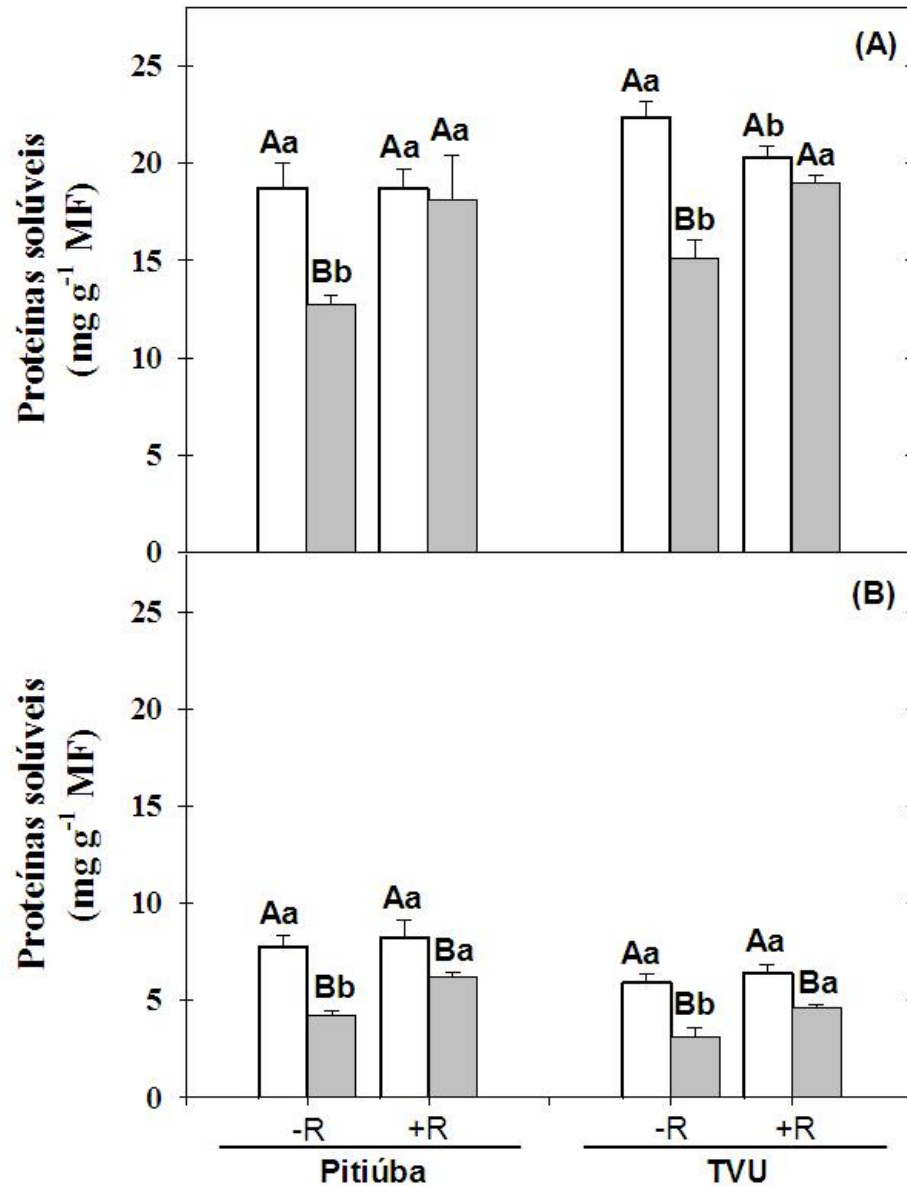 (A)
Proteínas solúveis
(mg g-1 MF)
25
20
15
10
5
0
Aa
Bb
Aa
Aa
Aa
Bb
Ab
Aa
(B)
Proteínas solúveis
(mg g-1 MF)
25
20
15
10
5
0
Aa
Bb
Aa
Ba
Aa
Bb
Aa
Ba
-R +R -R +R
Pitiúba TVU